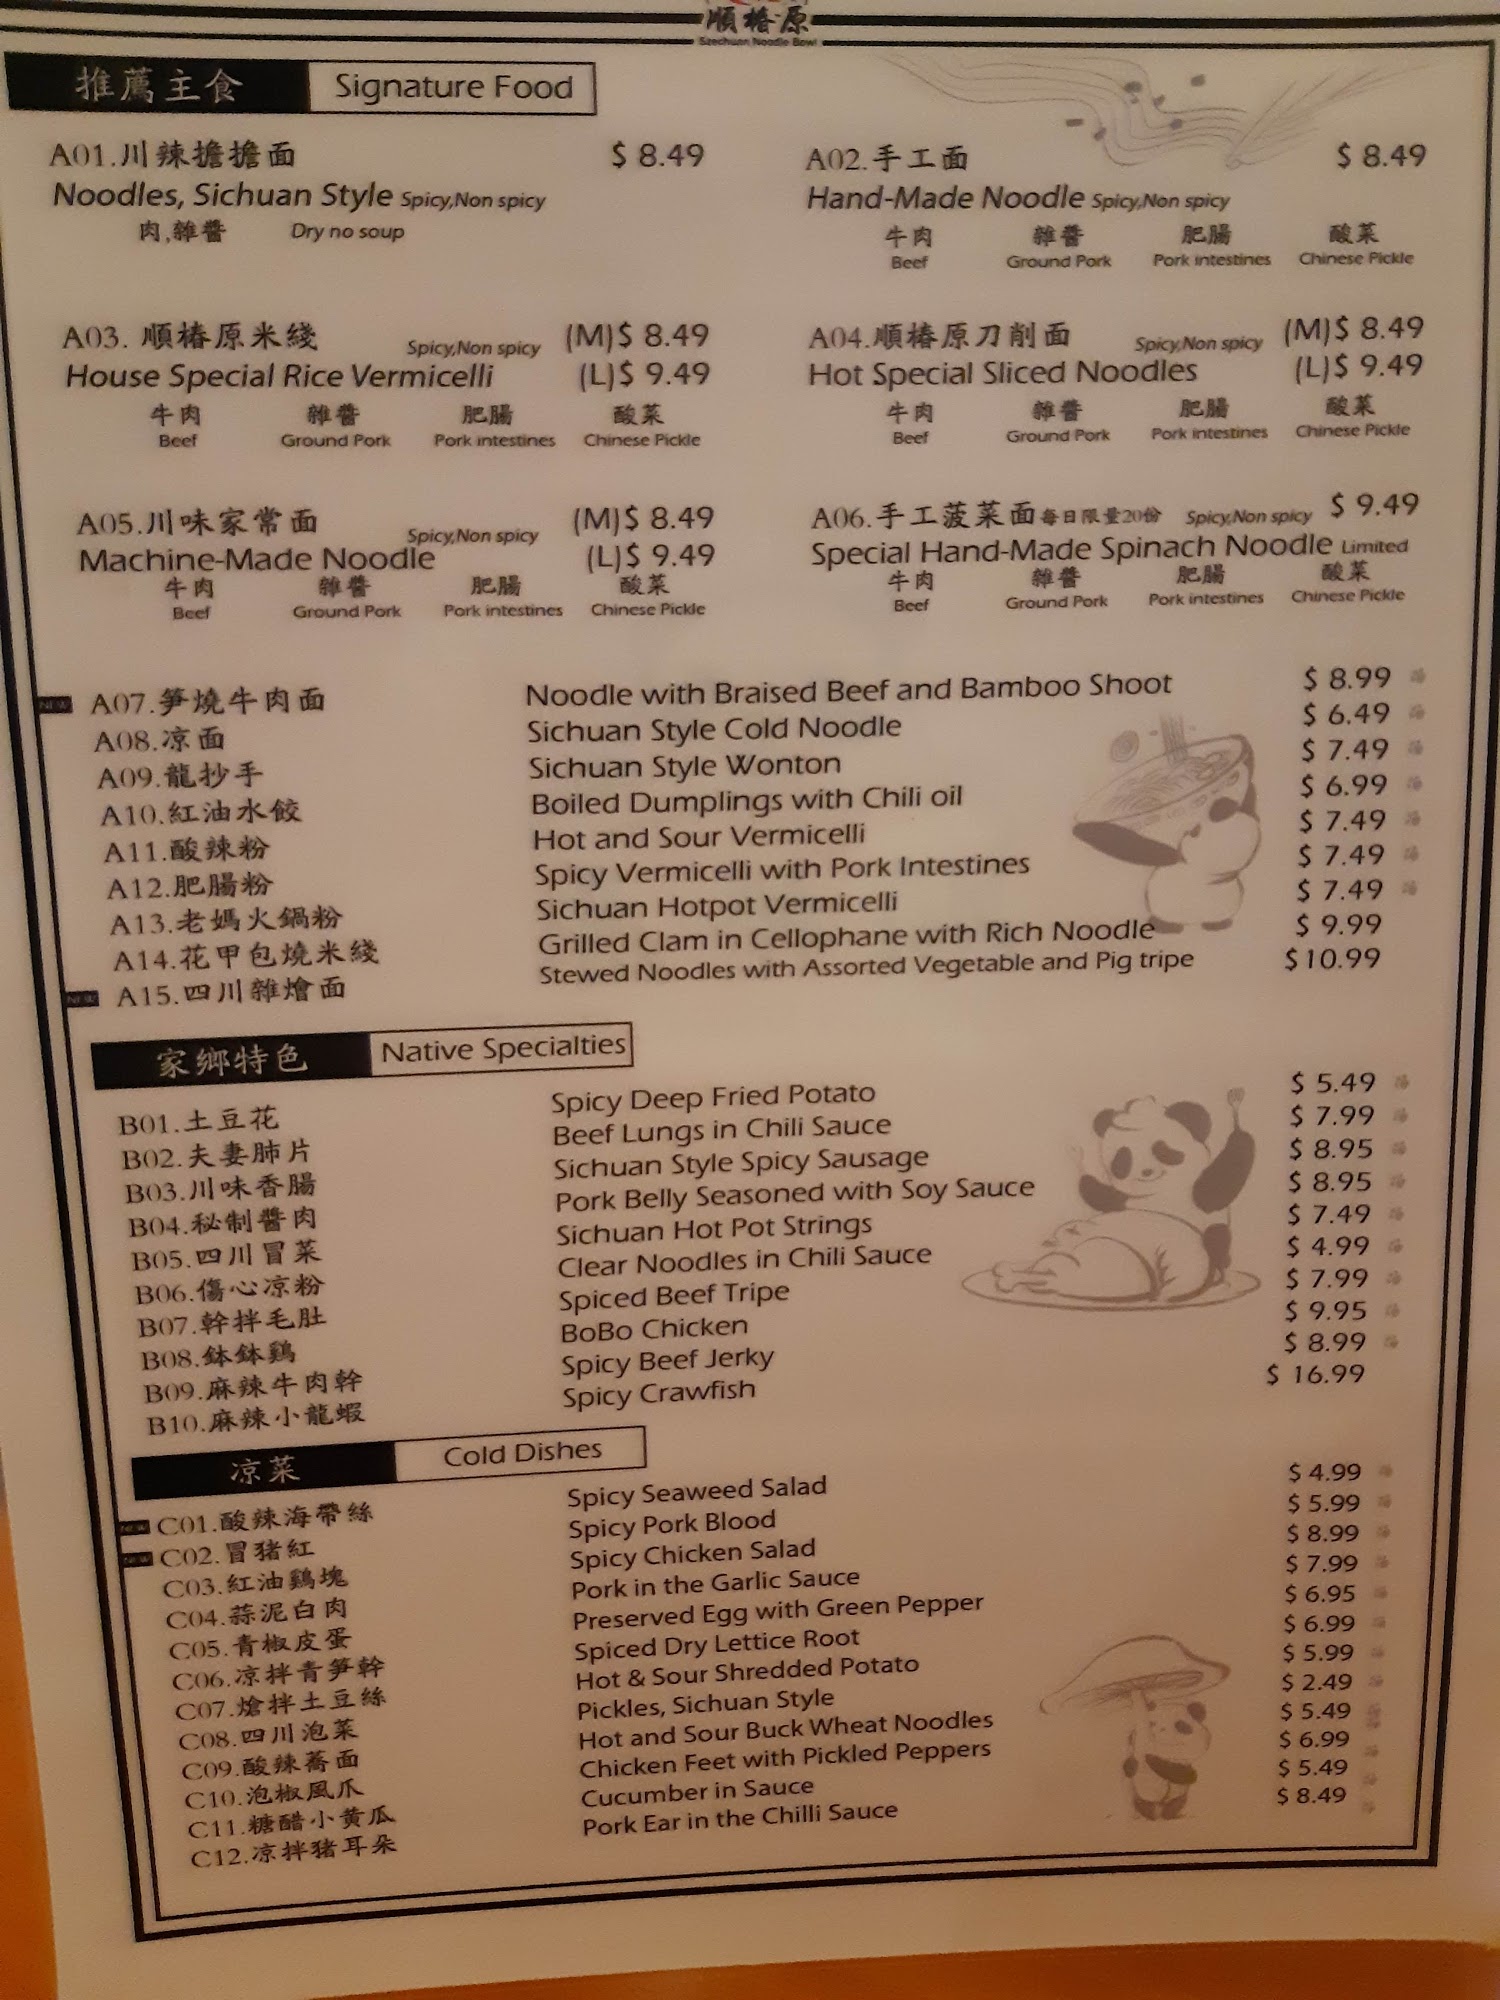 順椿原
Szechuan Noodle Bowl
推薦主食 Signature Food
A01.川辣擔擔面 $ 8.49
Noodles, Sichuan Style Spicy,Non spicy
肉,雜醬 Dry no soup
A02.手工面 $ 8.49
Hand-Made Noodle Spicy,Non spicy
牛肉 雜醬 肥腸 酸菜
Beef Ground Pork Pork intestines Chinese Pickle
A03. 順椿原米綫 Spicy,Non spicy (M)$ 8.49
House Special Rice Vermicelli (L)$ 9.49
牛肉 雜醬 肥腸 酸菜
Beef Ground Pork Pork intestines Chinese Pickle
A04.順椿原刀削面 Spicy,Non spicy (M)$ 8.49
Hot Special Sliced Noodles (L)$ 9.49
牛肉 雜醬 肥腸 酸菜
Beef Ground Pork Pork intestines Chinese Pickle
A05.川味家常面 Spicy,Non spicy (M)$ 8.49
Machine-Made Noodle (L)$ 9.49
牛肉 雜醬 肥腸 酸菜
Beef Ground Pork Pork intestines Chinese Pickle
A06.手工菠菜面每日限量20份 Spicy,Non spicy $ 9.49
Special Hand-Made Spinach Noodle Limited
牛肉 雜醬 肥腸 酸菜
Beef Ground Pork Pork intestines Chinese Pickle
NEW A07.笋燒牛肉面 Noodle with Braised Beef and Bamboo Shoot $ 8.99
A08.凉面 Sichuan Style Cold Noodle $ 6.49
A09.龍抄手 Sichuan Style Wonton $ 7.49
A10.紅油水餃 Boiled Dumplings with Chili oil $ 6.99
A11.酸辣粉 Hot and Sour Vermicelli $ 7.49
A12.肥腸粉 Spicy Vermicelli with Pork Intestines $ 7.49
A13.老媽火鍋粉 Sichuan Hotpot Vermicelli $ 7.49
A14.花甲包燒米綫 Grilled Clam in Cellophane with Rich Noodle $ 9.99
NEW A15.四川雜燴面 Stewed Noodles with Assorted Vegetable and Pig tripe $10.99
家鄉特色 Native Specialties
B01.土豆花 Spicy Deep Fried Potato $ 5.49
B02.夫妻肺片 Beef Lungs in Chili Sauce $ 7.99
B03.川味香腸 Sichuan Style Spicy Sausage $ 8.95
B04.秘制醬肉 Pork Belly Seasoned with Soy Sauce $ 8.95
B05.四川冒菜 Sichuan Hot Pot Strings $ 7.49
B06.傷心凉粉 Clear Noodles in Chili Sauce $ 4.99
B07.幹拌毛肚 Spiced Beef Tripe $ 7.99
B08.鉢鉢鷄 BoBo Chicken $ 9.95
B09.麻辣牛肉幹 Spicy Beef Jerky $ 8.99
B10.麻辣小龍蝦 Spicy Crawfish $ 16.99
凉菜 Cold Dishes
NEW C01.酸辣海帶絲 Spicy Seaweed Salad $ 4.99
NEW C02.冒猪紅 Spicy Pork Blood $ 5.99
C03.紅油鷄塊 Spicy Chicken Salad $ 8.99
C04.蒜泥白肉 Pork in the Garlic Sauce $ 7.99
C05.青椒皮蛋 Preserved Egg with Green Pepper $ 6.95
C06.凉拌青笋幹 Spiced Dry Lettice Root $ 6.99
C07.熗拌土豆絲 Hot & Sour Shredded Potato $ 5.99
C08.四川泡菜 Pickles, Sichuan Style $ 2.49
C09.酸辣蕎面 Hot and Sour Buck Wheat Noodles $ 5.49
C10.泡椒風爪 Chicken Feet with Pickled Peppers $ 6.99
C11.糖醋小黄瓜 Cucumber in Sauce $ 5.49
C12.凉拌猪耳朵 Pork Ear in the Chilli Sauce $ 8.49